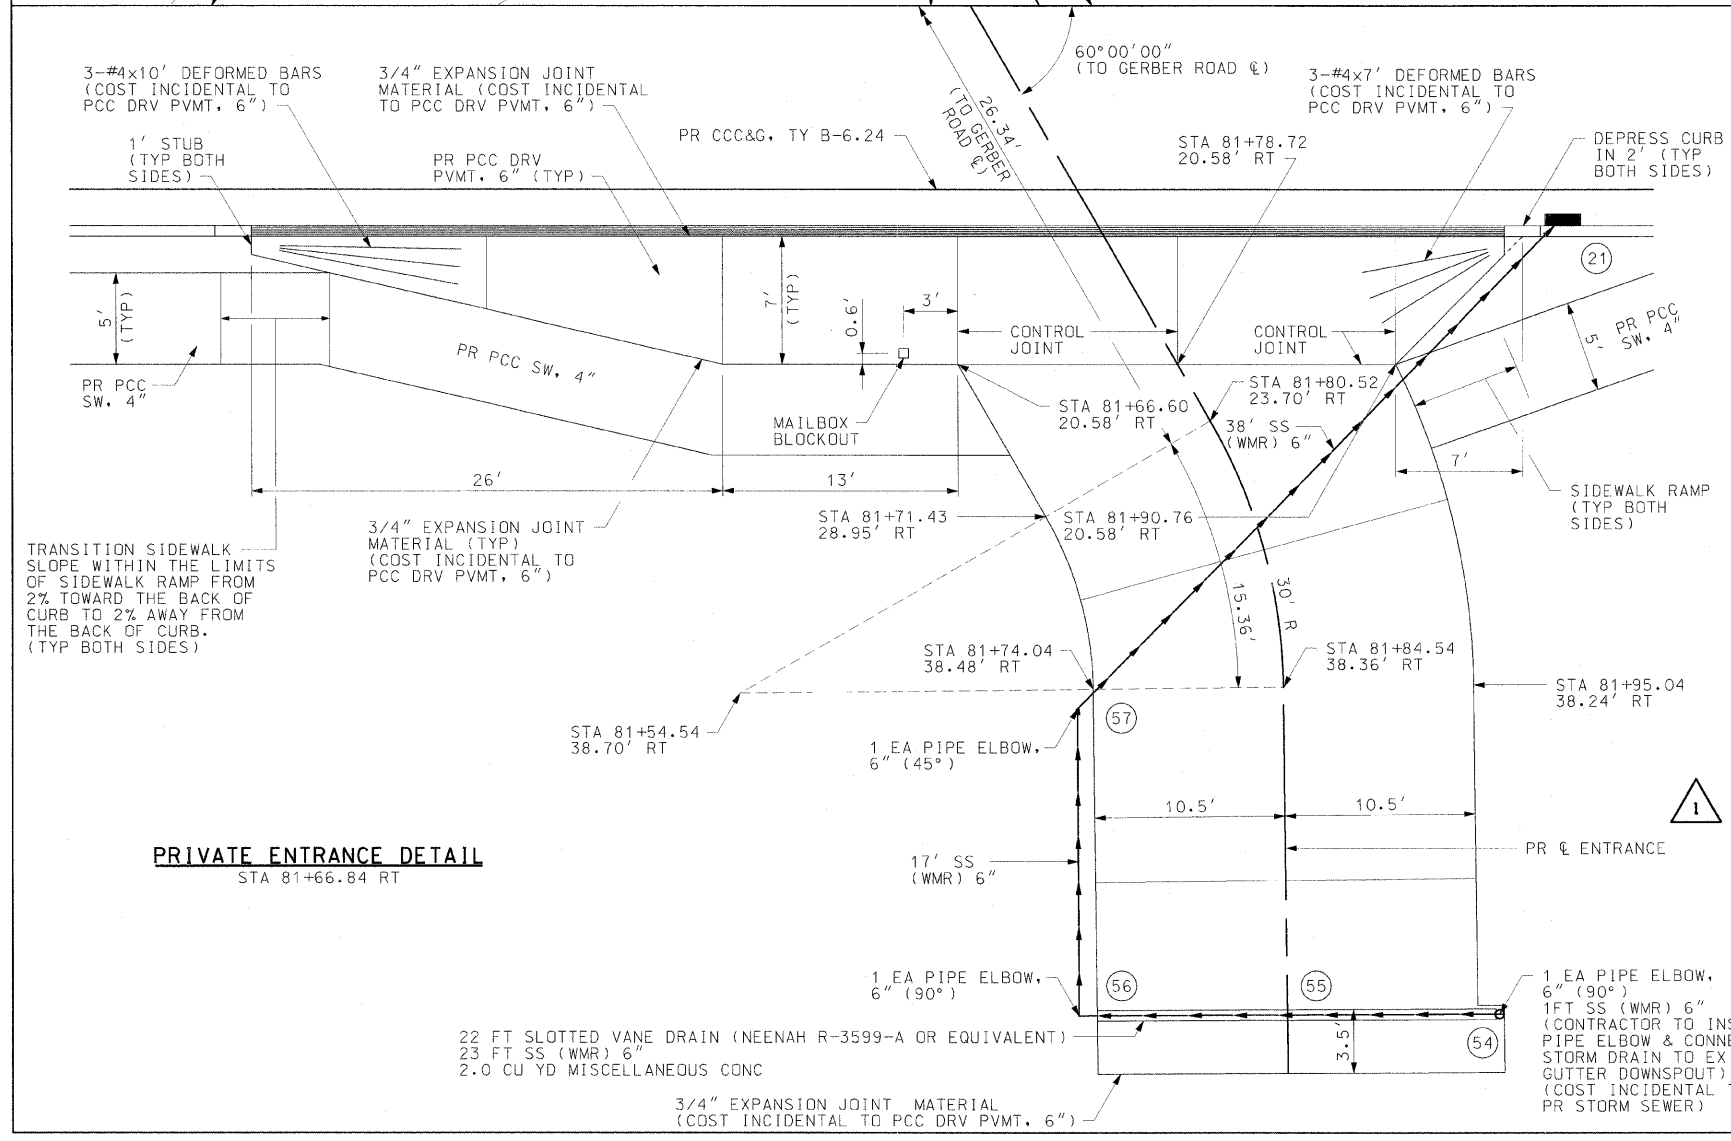 60°00'00"
(TO GERBER ROAD ℄)
3-#4x10' DEFORMED BARS
(COST INCIDENTAL TO
PCC DRV PVMT, 6")
3/4" EXPANSION JOINT
MATERIAL (COST INCIDENTAL
TO PCC DRV PVMT, 6")
3-#4x7' DEFORMED BARS
(COST INCIDENTAL TO
PCC DRV PVMT, 6")
26.34'
(TO GERBER
ROAD ℄)
1' STUB
(TYP BOTH
SIDES)
PR PCC DRV
PVMT, 6" (TYP)
PR CCC&G, TY B-6.24
STA 81+78.72
20.58' RT
DEPRESS CURB
IN 2' (TYP
BOTH SIDES)
21
5'
(TYP)
7'
(TYP)
0.6'
3'
CONTROL
JOINT
CONTROL
JOINT
PR PCC
SW, 4"
5'
PR PCC SW, 4"
PR PCC
SW, 4"
MAILBOX
BLOCKOUT
STA 81+66.60
20.58' RT
STA 81+80.52
23.70' RT
38' SS
(WMR) 6"
7'
26'
13'
SIDEWALK RAMP
(TYP BOTH
SIDES)
3/4" EXPANSION JOINT
MATERIAL (TYP)
(COST INCIDENTAL TO
PCC DRV PVMT, 6")
STA 81+71.43
28.95' RT
STA 81+90.76
20.58' RT
TRANSITION SIDEWALK
SLOPE WITHIN THE LIMITS
OF SIDEWALK RAMP FROM
2% TOWARD THE BACK OF
CURB TO 2% AWAY FROM
THE BACK OF CURB.
(TYP BOTH SIDES)
15.36'
30' R
STA 81+74.04
38.48' RT
STA 81+84.54
38.36' RT
STA 81+95.04
38.24' RT
STA 81+54.54
38.70' RT
57
1 EA PIPE ELBOW,
6" (45°)
10.5'
10.5'
1
PRIVATE ENTRANCE DETAIL
STA 81+66.84 RT
17' SS
(WMR) 6"
PR ℄ ENTRANCE
1 EA PIPE ELBOW,
6" (90°)
56
55
54
3.5'
22 FT SLOTTED VANE DRAIN (NEENAH R-3599-A OR EQUIVALENT)
23 FT SS (WMR) 6"
2.0 CU YD MISCELLANEOUS CONC
3/4" EXPANSION JOINT MATERIAL
(COST INCIDENTAL TO PCC DRV PVMT, 6")
1 EA PIPE ELBOW,
6" (90°)
1FT SS (WMR) 6"
(CONTRACTOR TO
PIPE ELBOW &
STORM DRAIN TO EX
GUTTER DOWNSPOUT)
(COST INCIDENTAL
PR STORM SEWER)